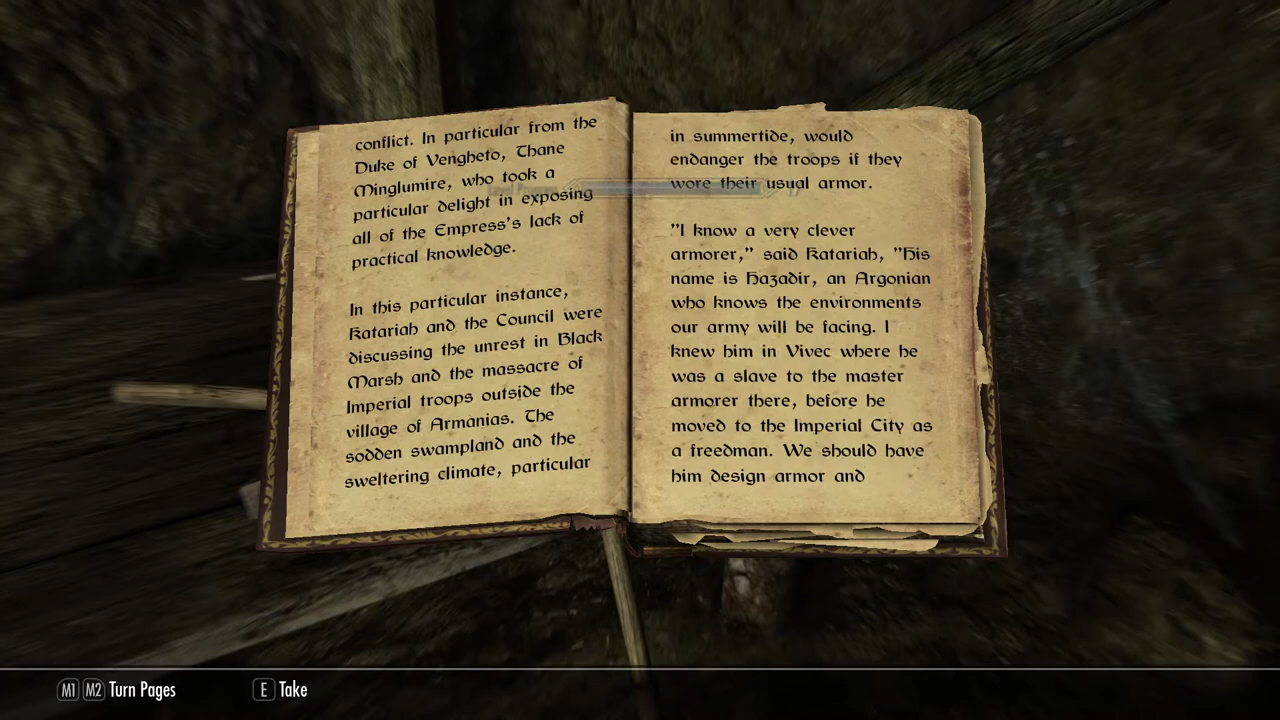 conflict. In particular from the
Duke of Vengheto, Thane
Minglumire, who took a
particular delight in exposing
all of the Empress's lack of
practical knowledge.
In this particular instance,
Katariah and the Council were
discussing the unrest in Black
Marsh and the massacre of
Imperial troops outside the
village of Armanias. The
sodden swampland and the
sweltering climate, particular
in summertide, would
endanger the troops if they
wore their usual armor.
"I know a very clever
armorer," said Katariah, "His
name is Hazadir, an Argonian
who knows the environments
our army will be facing. I
knew him in Vivec where he
was a slave to the master
armorer there, before he
moved to the Imperial City as
a freedman. We should have
him design armor and
M1 M2 Turn Pages
E Take